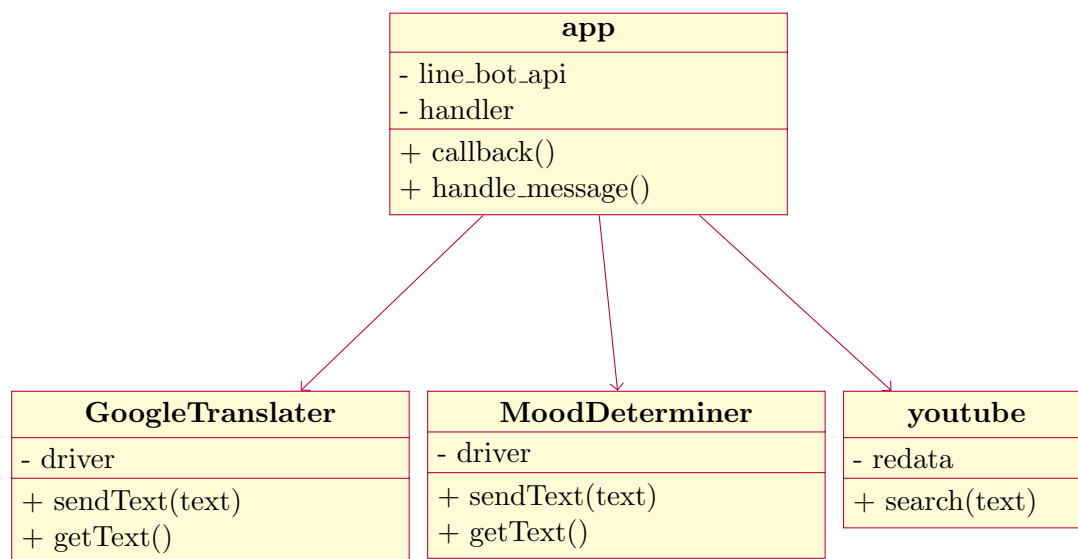 app
- line_bot_api
- handler
+ callback()
+ handle_message()
GoogleTranslater
- driver
+ sendText(text)
+ getText()
MoodDeterminer
- driver
+ sendText(text)
+ getText()
youtube
- redata
+ search(text)